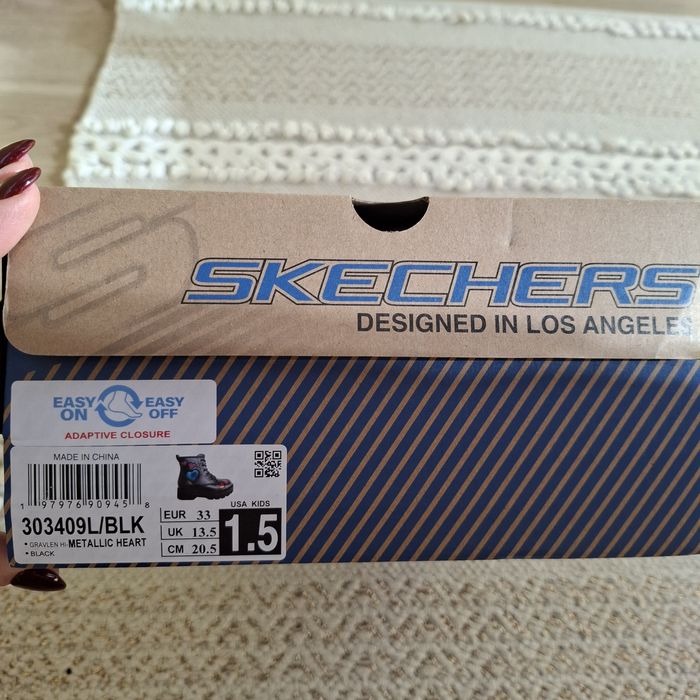 SKECHERS
DESIGNED IN LOS ANGELES
EASY ON EASY OFF
ADAPTIVE CLOSURE
MADE IN CHINA
1 97976 90945 8
303409L/BLK
• GRAVLEN HI-METALLIC HEART
• BLACK
EUR 33
UK 13.5
CM 20.5
USA KIDS
1.5